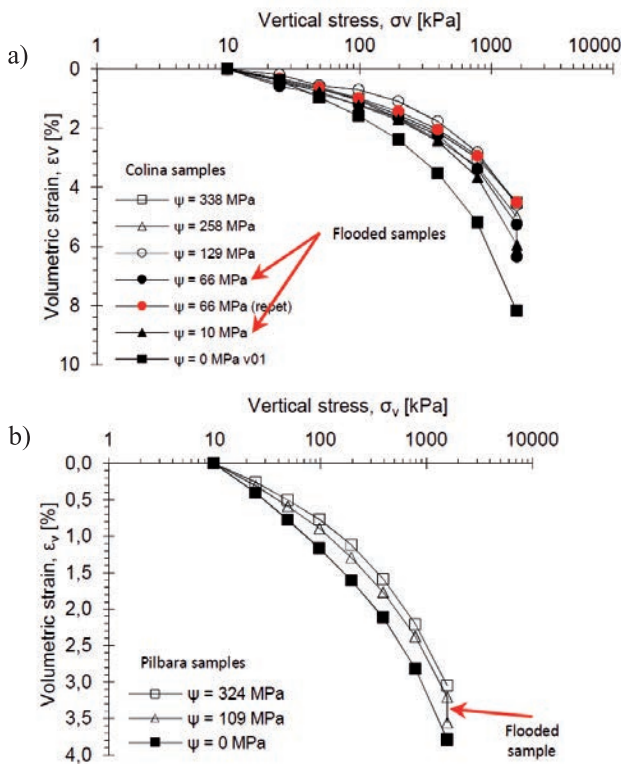 a)
Vertical stress, σv [kPa]
1 10 100 1000 10000
0
2
4
6
8
10
Volumetric strain, εv [%]
Colina samples
ψ = 338 MPa
ψ = 258 MPa
ψ = 129 MPa
ψ = 66 MPa
ψ = 66 MPa (repet)
ψ = 10 MPa
ψ = 0 MPa v01
Flooded samples
b)
Vertical stress, σv [kPa]
1 10 100 1000 10000
0,0
0,5
1,0
1,5
2,0
2,5
3,0
3,5
4,0
Volumetric strain, εv [%]
Pilbara samples
ψ = 324 MPa
ψ = 109 MPa
ψ = 0 MPa
Flooded
sample